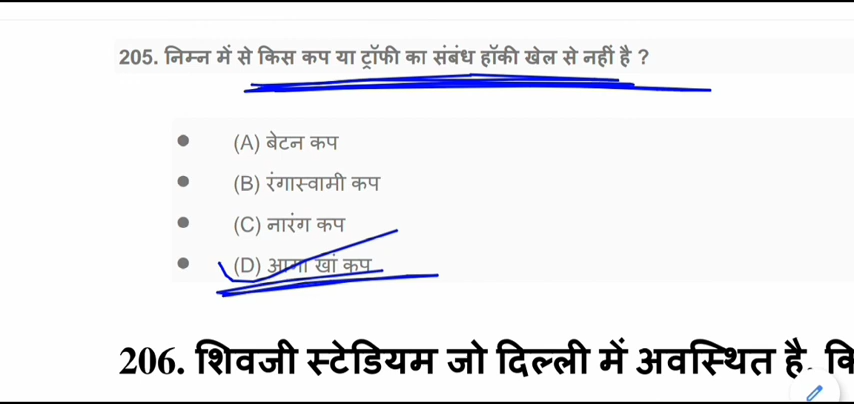 205. निम्न में से किस कप या ट्रॉफी का संबंध हॉकी खेल से नहीं है ?
(A) बेटन कप
(B) रंगास्वामी कप
(C) नारंग कप
(D) आगा खां कप
206. शिवजी स्टेडियम जो दिल्ली में अवस्थित है